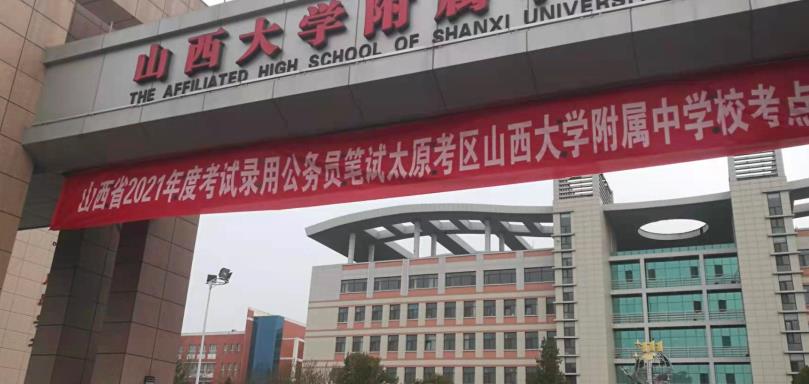 山西大学附属
THE AFFILIATED HIGH SCHOOL OF SHANXI UNIVERS
山西省2021年度考试录用公务员笔试太原考区山西大学附属中学校考点